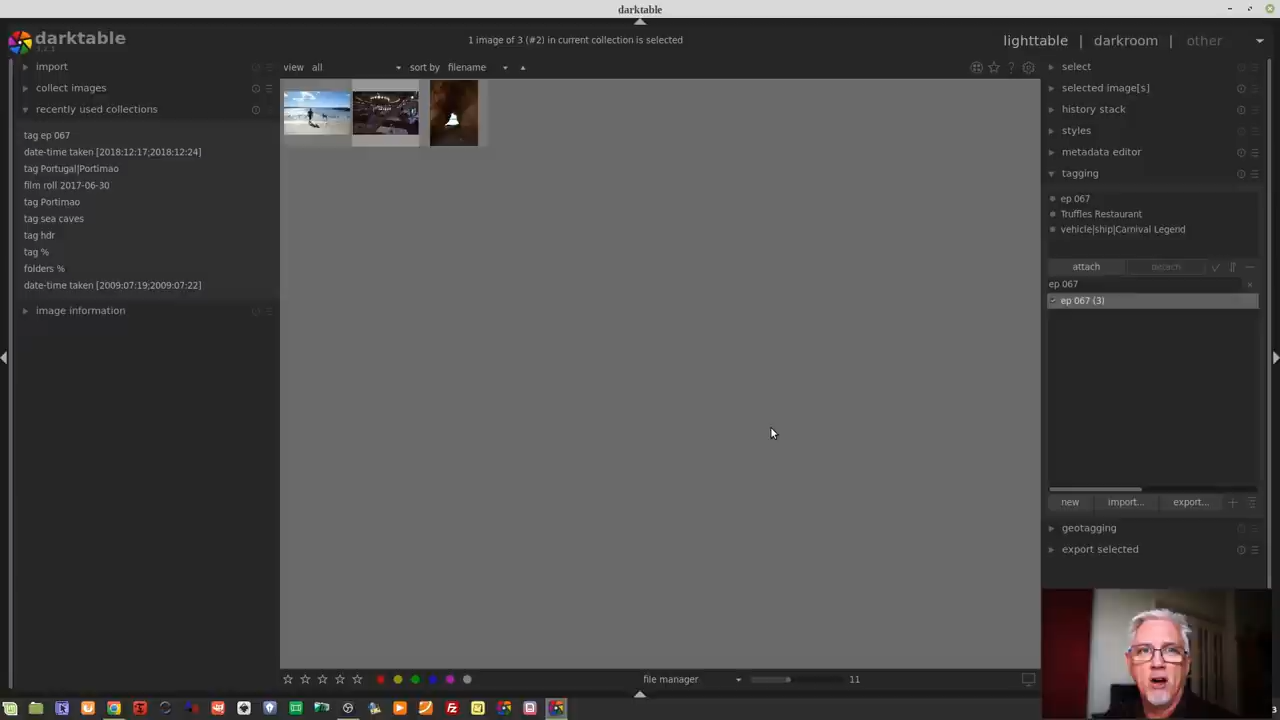 darktable
darktable
3.2.1
1 image of 3 (#2) in current collection is selected
lighttable | darkroom | other
import
collect images
recently used collections
tag ep 067
date-time taken [2018:12:17;2018:12:24]
tag Portugal|Portimao
film roll 2017-06-30
tag Portimao
tag sea caves
tag hdr
tag %
folders %
date-time taken [2009:07:19;2009:07:22]
image information
view all sort by filename
select
selected image[s]
history stack
styles
metadata editor
tagging
ep 067
Truffles Restaurant
vehicle|ship|Carnival Legend
attach detach
ep 067
ep 067 (3)
new import... export...
geotagging
export selected
file manager 11